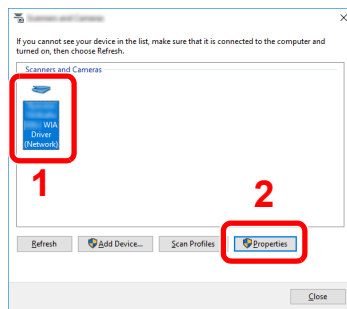 If you cannot see your device in the list, make sure that it is connected to the computer and
turned on, then choose Refresh.
Scanners and Cameras
WIA
Driver
(Network)
1
2
Refresh
Add Device...
Scan Profiles
Properties
Close